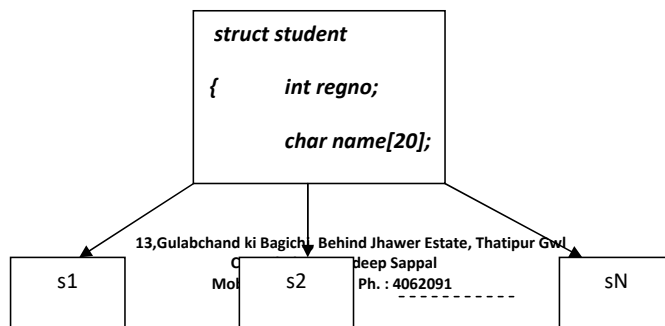 struct student
{ int regno;
char name[20];
13,Gulabchand ki Bagichi, Behind Jhawer Estate, Thatipur Gwl
deep Sappal
Ph. : 4062091
s1 s2 sN